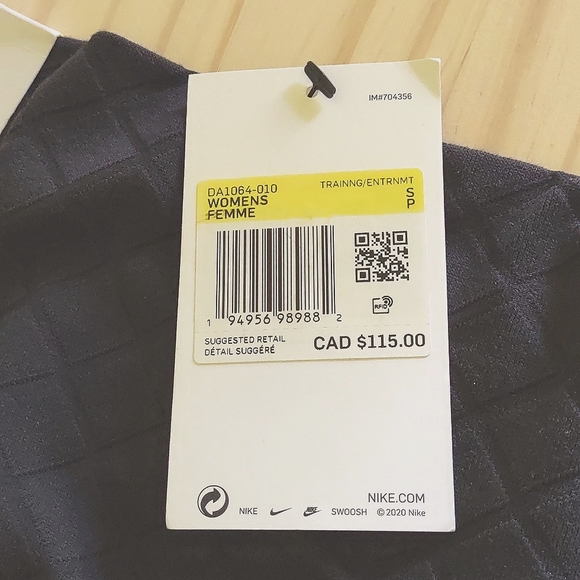 IM#704356
DA1064-010
TRAINNG/ENTRNMT
WOMENS
S
FEMME
P
RFID
1 94956 98988 2
SUGGESTED RETAIL
DÉTAIL SUGGÉRÉ
CAD $115.00
NIKE.COM
NIKE SWOOSH © 2020 Nike